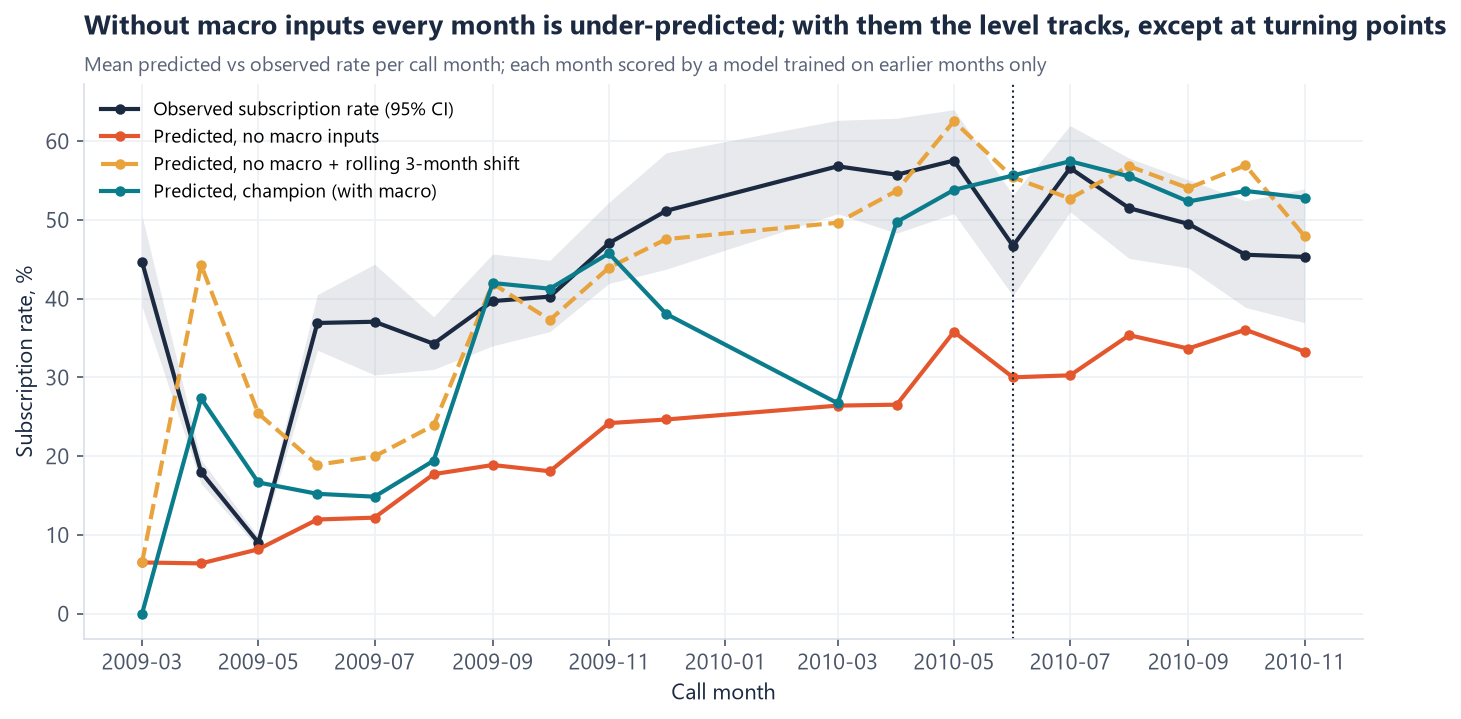 Without macro inputs every month is under-predicted; with them the level tracks, except at turning points
Mean predicted vs observed rate per call month; each month scored by a model trained on earlier months only
Observed subscription rate (95% CI)
Predicted, no macro inputs
Predicted, no macro + rolling 3-month shift
Predicted, champion (with macro)
Subscription rate, %
60
50
40
30
20
10
0
2009-03 2009-05 2009-07 2009-09 2009-11 2010-01 2010-03 2010-05 2010-07 2010-09 2010-11
Call month